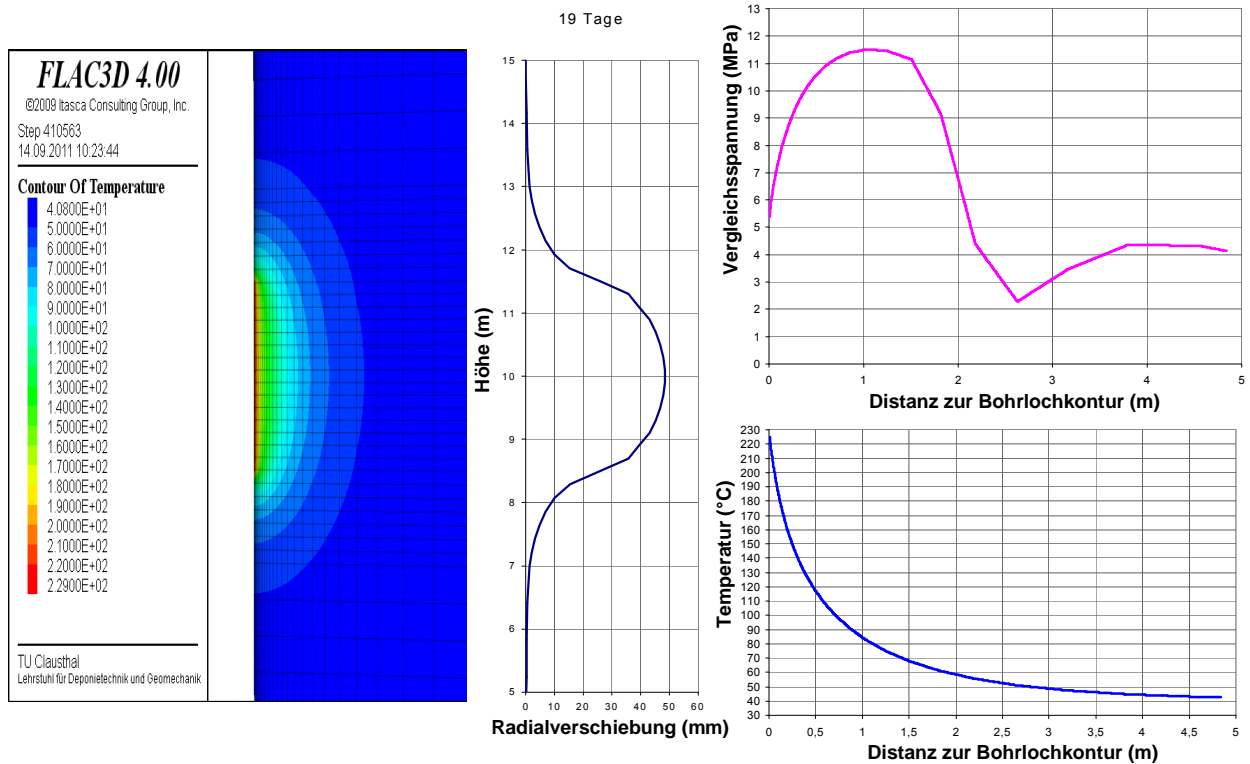 19 Tage
FLAC3D 4.00
©2009 Itasca Consulting Group, Inc.
Step 410563
14.09.2011 10:23:44
Contour Of Temperature
4.0800E+01
5.0000E+01
6.0000E+01
7.0000E+01
8.0000E+01
9.0000E+01
1.0000E+02
1.1000E+02
1.2000E+02
1.3000E+02
1.4000E+02
1.5000E+02
1.6000E+02
1.7000E+02
1.8000E+02
1.9000E+02
2.0000E+02
2.1000E+02
2.2000E+02
2.2900E+02
TU Clausthal
Lehrstuhl für Deponietechnik und Geomechanik
Höhe (m)
15
14
13
12
11
10
9
8
7
6
5
0 10 20 30 40 50 60
Radialverschiebung (mm)
Vergleichsspannung (MPa)
13
12
11
10
9
8
7
6
5
4
3
2
1
0
0 1 2 3 4 5
Distanz zur Bohrlochkontur (m)
Temperatur (°C)
230
220
210
200
190
180
170
160
150
140
130
120
110
100
90
80
70
60
50
40
30
0 0,5 1 1,5 2 2,5 3 3,5 4 4,5 5
Distanz zur Bohrlochkontur (m)